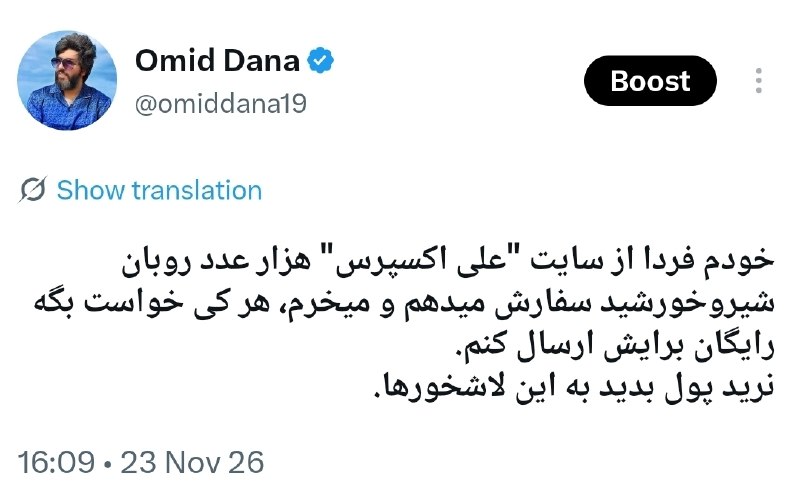 Omid Dana
@omiddana19
Boost
Show translation
خودم فردا از سایت "علی اکسپرس" هزار عدد روبان
شیروخورشید سفارش میدهم و میخرم، هر کی خواست بگه
رایگان برایش ارسال کنم.
نرید پول بدید به این لاشخورها.
16:09 • 23 Nov 26